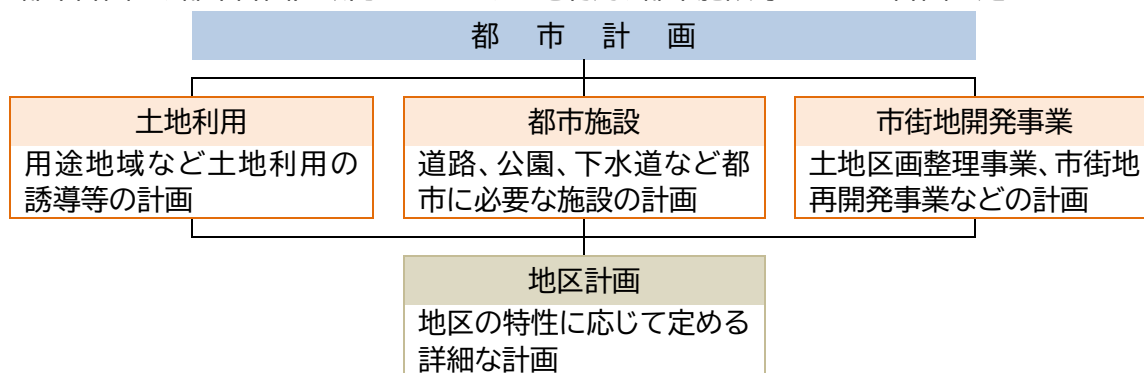 都市計画
土地利用
用途地域など土地利用の
誘導等の計画
都市施設
道路、公園、下水道など都
市に必要な施設の計画
市街地開発事業
土地区画整理事業、市街地
再開発事業などの計画
地区計画
地区の特性に応じて定める
詳細な計画